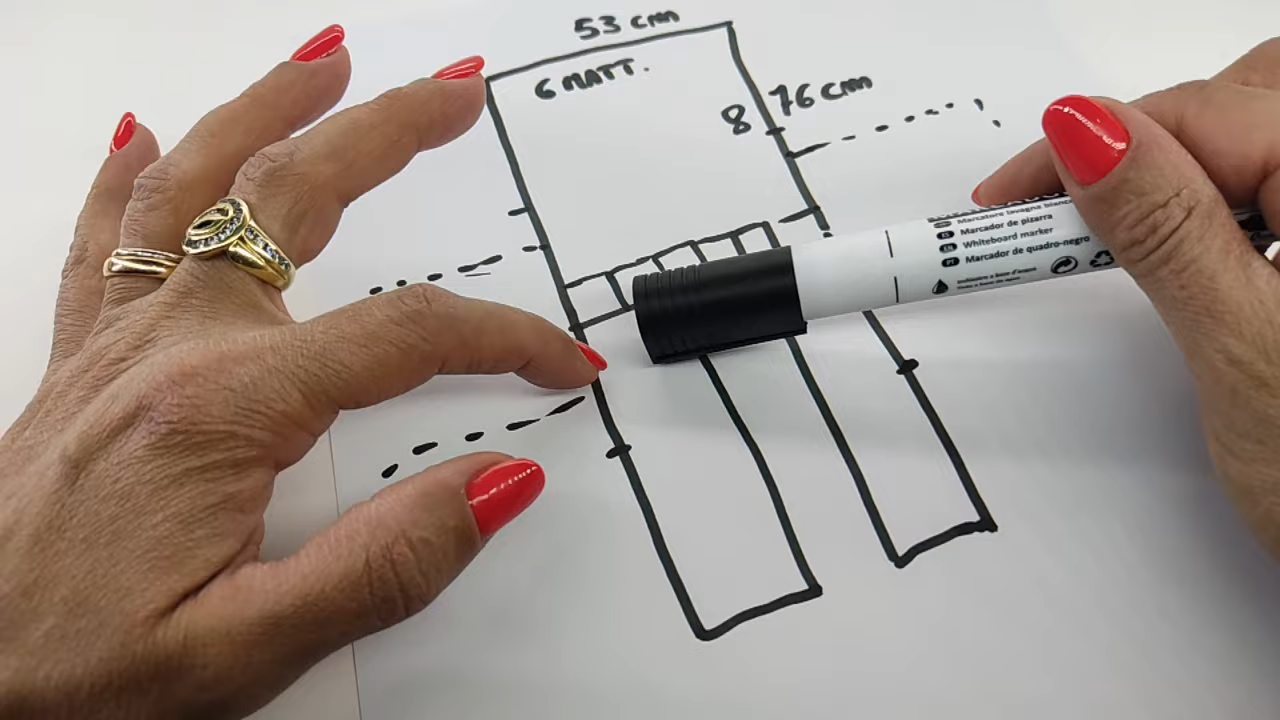 53 cm
6 MATT.
8 76 cm
Marcatore lavagna bianca
Marcador de pizarra
Whiteboard marker
Marcador de quadro-negro